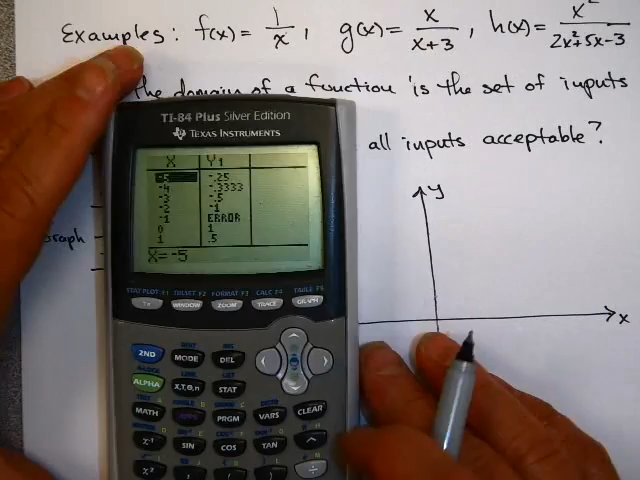 Examples: f(x) = 1/x, g(x) = x/(x+3), h(x) = x²/(2x²+5x-3)
the domain of a function is the set of inputs
TI-84 Plus Silver Edition
TEXAS INSTRUMENTS
all inputs acceptable?
X Y1
-5 -.25
-4 -.3333
-3 -.5
-2 -1
-1 ERROR
0 1
1 .5
X=-5
y
x
STAT PLOT F1 TBLSET F2 FORMAT F3 CALC F4 TABLE F5
Y= WINDOW ZOOM TRACE GRAPH
2ND MODE DEL
ALPHA X,T,θ,n STAT
MATH PRGM VARS CLEAR
x⁻¹ SIN COS TAN ^
x² , ( ) ÷